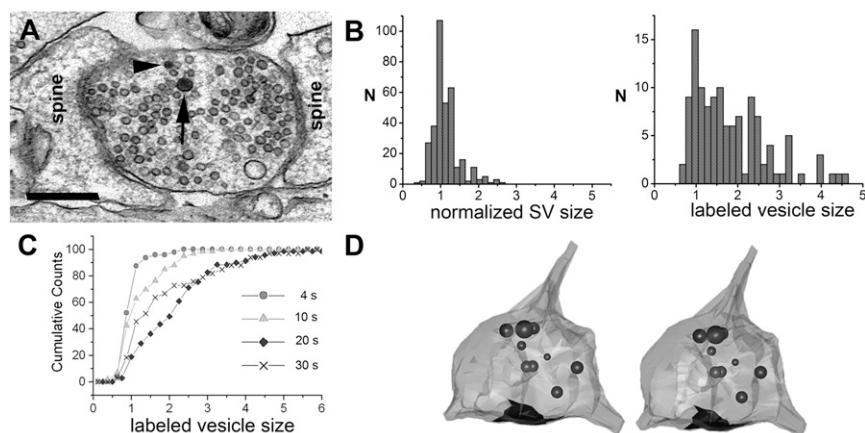 A
spine
spine
B
N
100
80
60
40
20
0
0 1 2 3 4 5
normalized SV size
N
15
10
5
0
0 1 2 3 4 5
labeled vesicle size
C
Cumulative Counts
100
80
60
40
20
0
0 1 2 3 4 5 6
labeled vesicle size
4 s
10 s
20 s
30 s
D